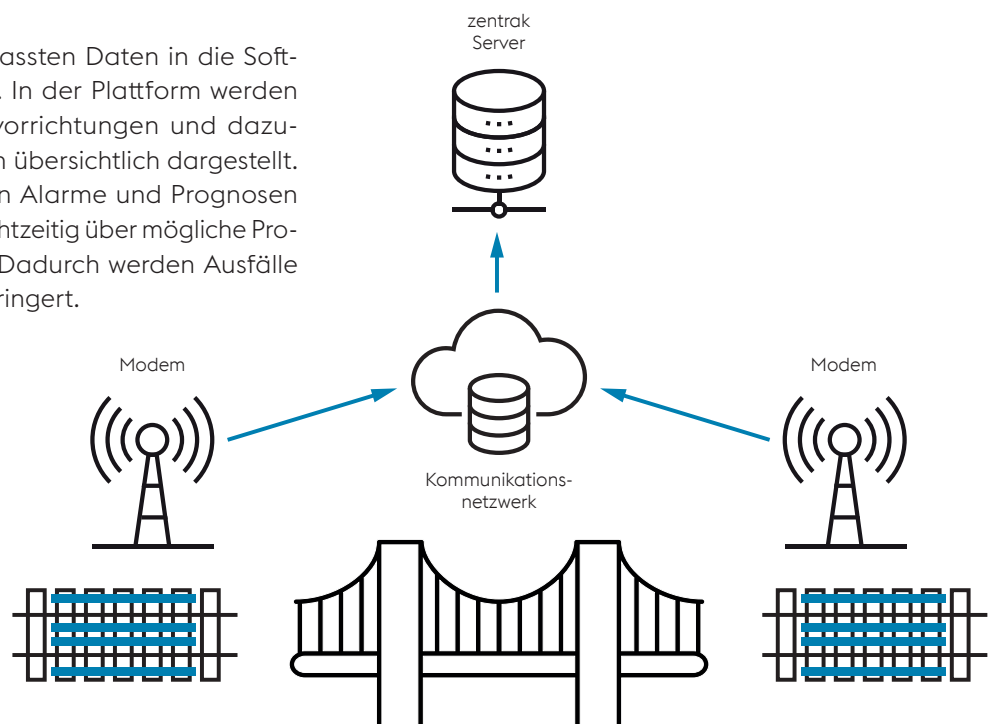 zentrak
Server
assten Daten in die Soft-
. In der Plattform werden
vorrichtungen und dazu-
n übersichtlich dargestellt.
n Alarme und Prognosen
htzeitig über mögliche Pro-
Dadurch werden Ausfälle
ringert.
Modem
Modem
Kommunikations-
netzwerk